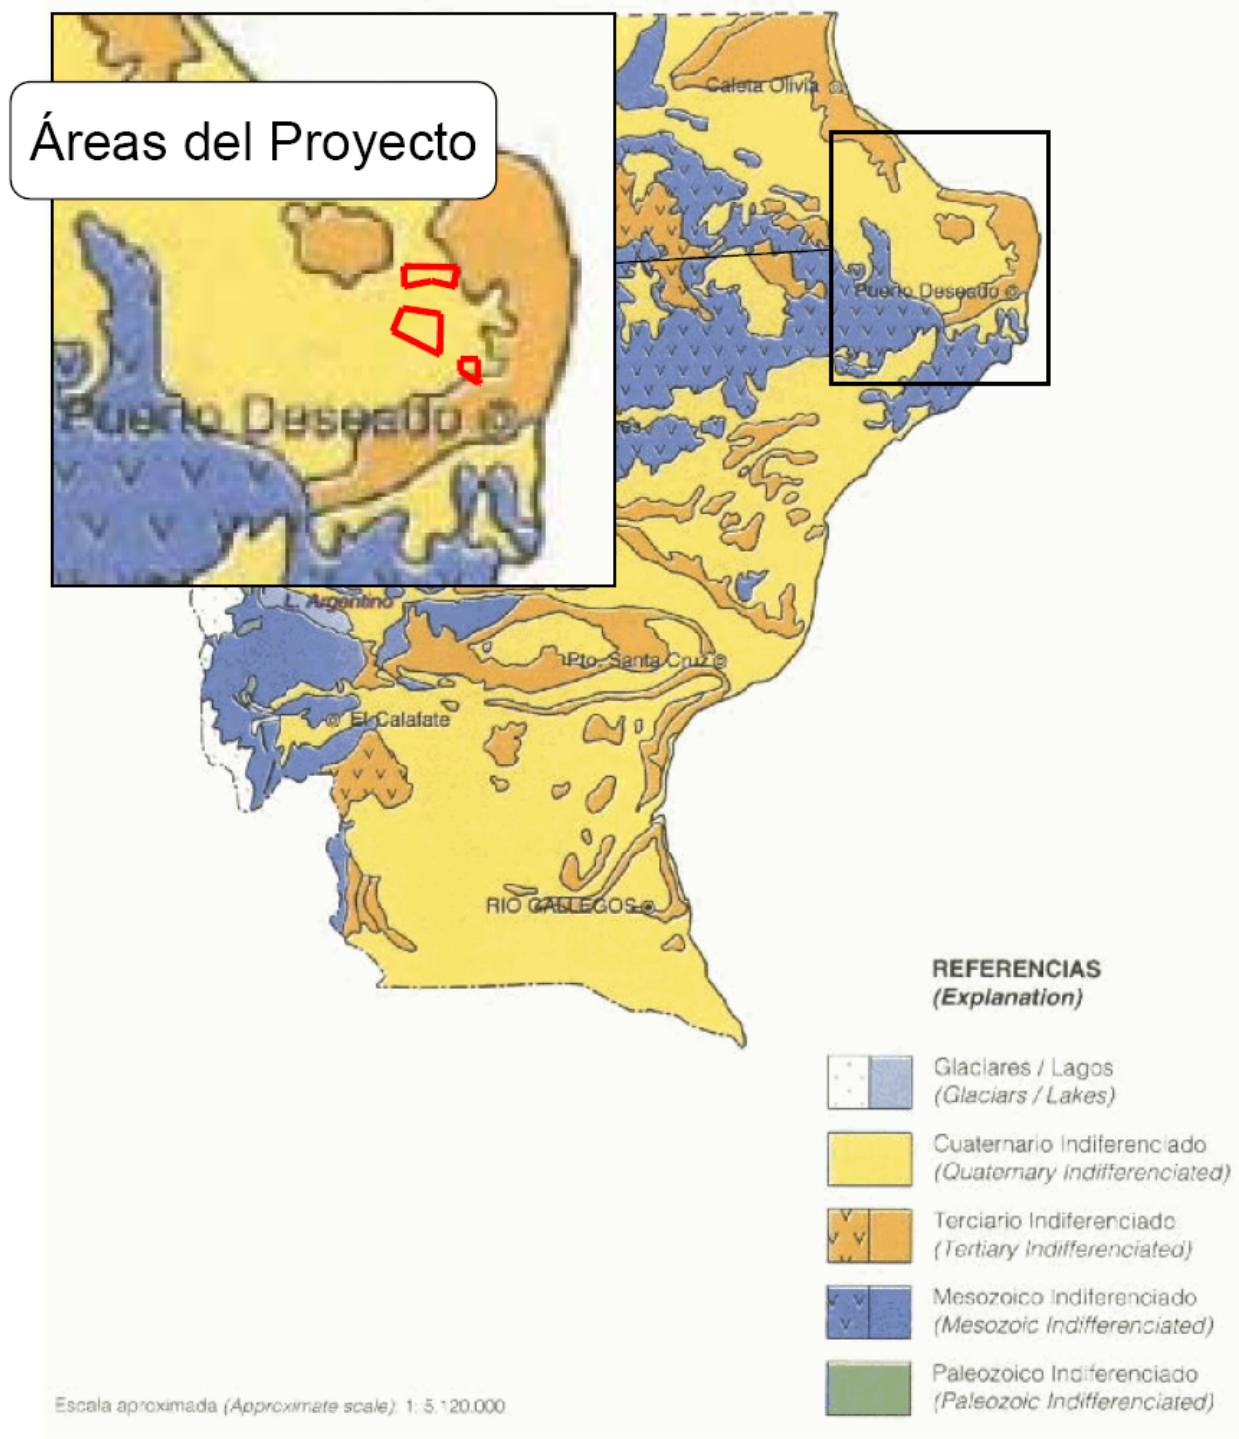 Áreas del Proyecto
Caleta Olivia
Puerto Deseado
Puerto Deseado
L. Argentino
Pto. Santa Cruz
El Calafate
RIO GALLEGOS
REFERENCIAS
(Explanation)
Glaciares / Lagos
(Glaciars / Lakes)
Cuaternario Indiferenciado
(Quaternary Indifferenciated)
Terciario Indiferenciado
(Tertiary Indifferenciated)
Mesozoico Indiferenciado
(Mesozoic Indifferenciated)
Paleozoico Indiferenciado
(Paleozoic Indifferenciated)
Escala aproximada (Approximate scale): 1: 5.120.000